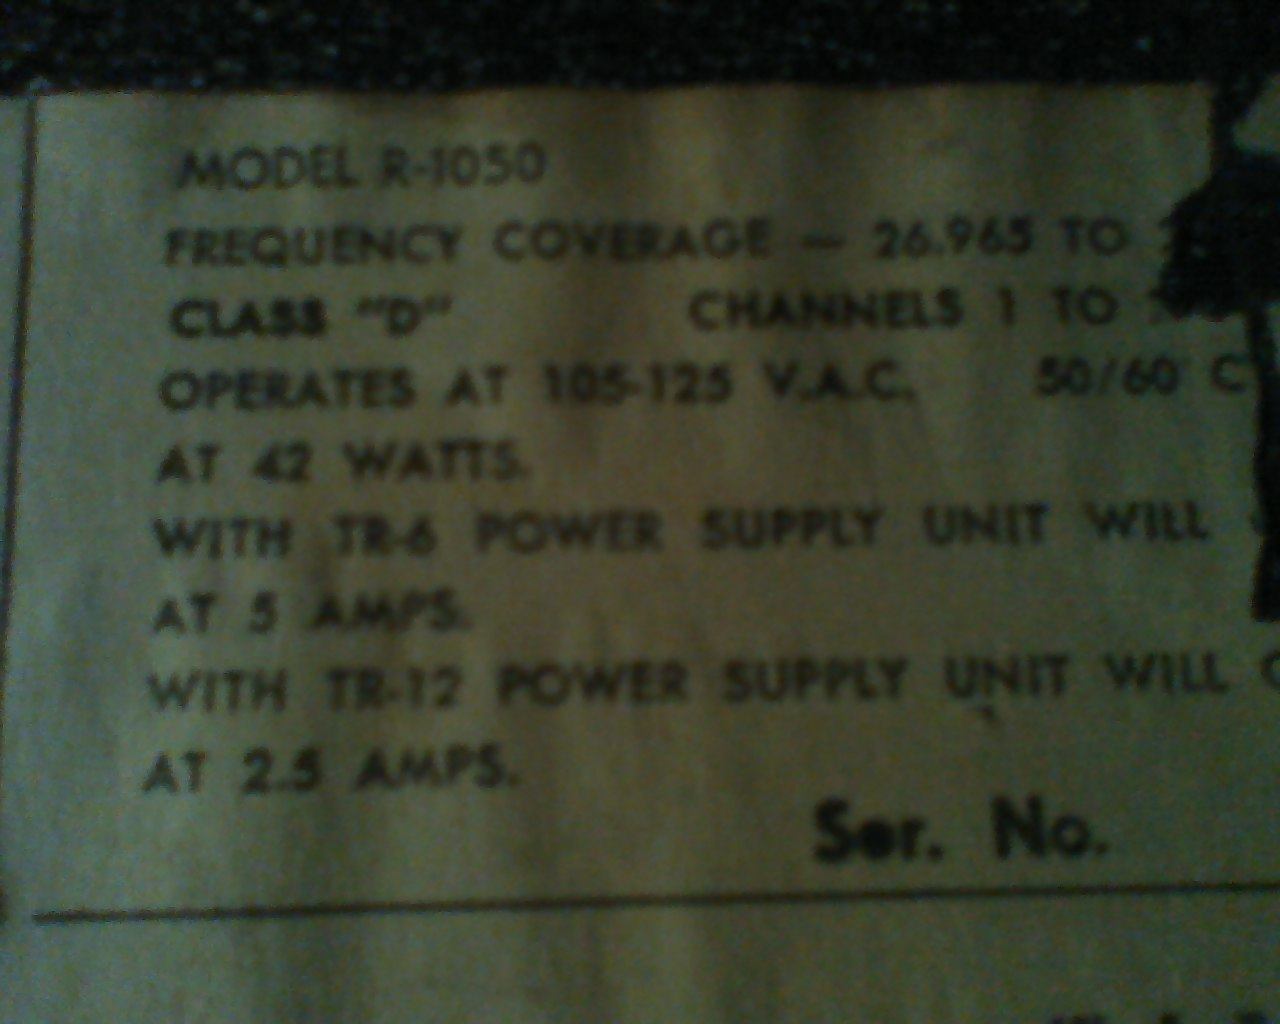 MODEL R-1050
FREQUENCY COVERAGE — 26.965 TO
CLASS "D" CHANNELS 1 TO
OPERATES AT 105-125 V.A.C. 50/60 C
AT 42 WATTS.
WITH TR-6 POWER SUPPLY UNIT WILL
AT 5 AMPS.
WITH TR-12 POWER SUPPLY UNIT WILL
AT 2.5 AMPS.
Ser. No.